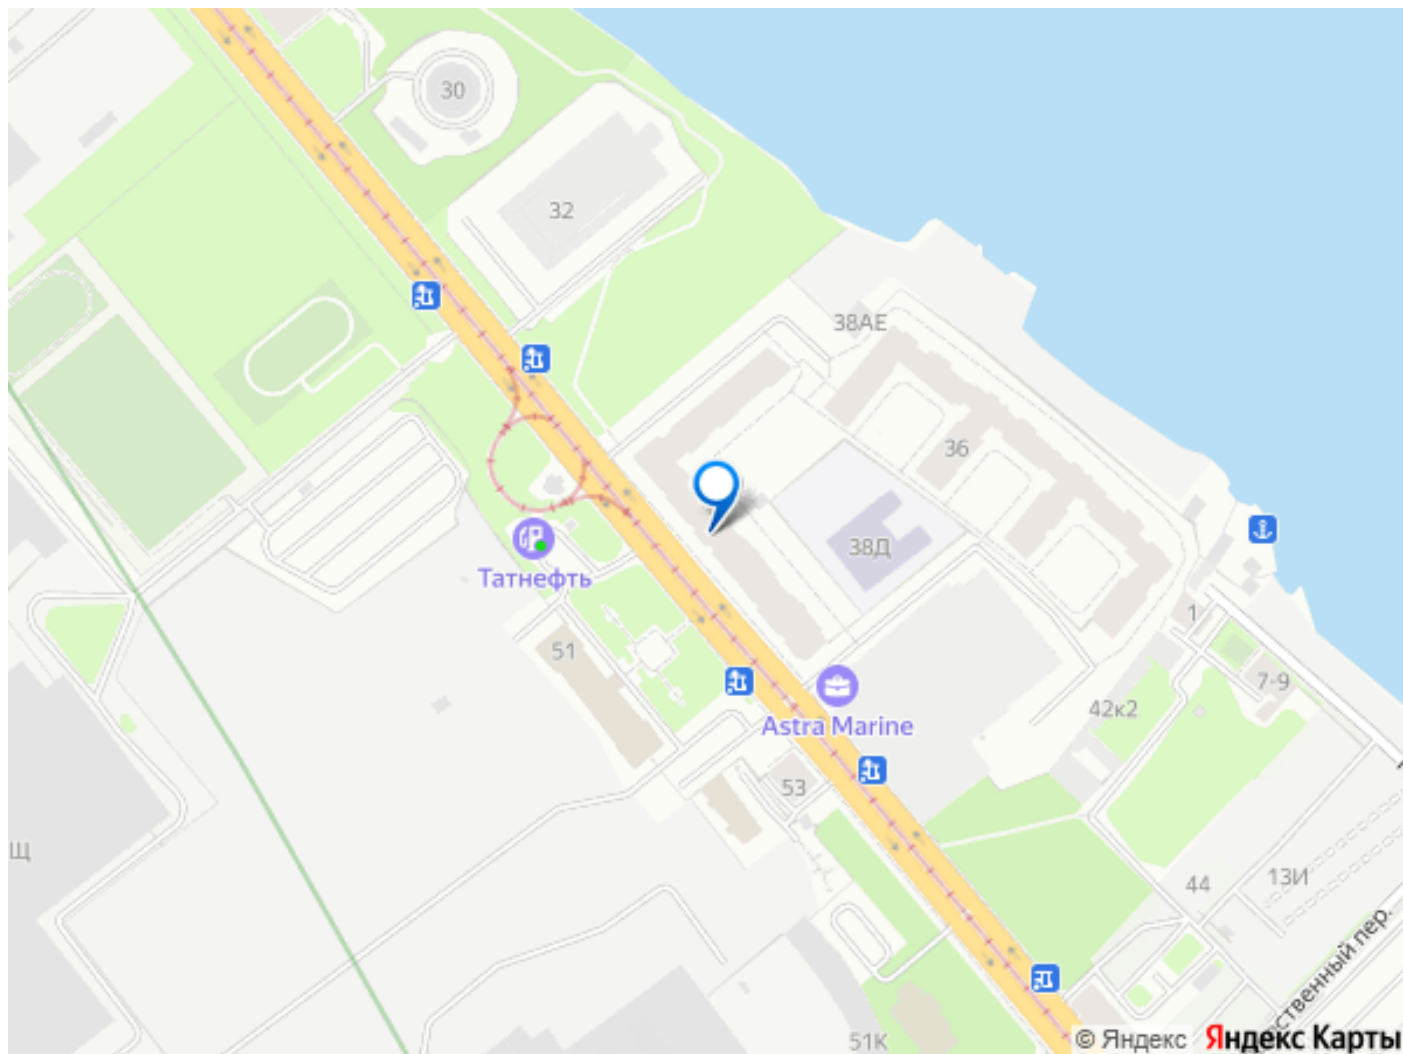 30
32
38АЕ
36
38Д
Татнефть
51
1
7-9
42к2
Astra Marine
53
Щ
44
13И
ственный пер.
51К
© Яндекс Яндекс Карты